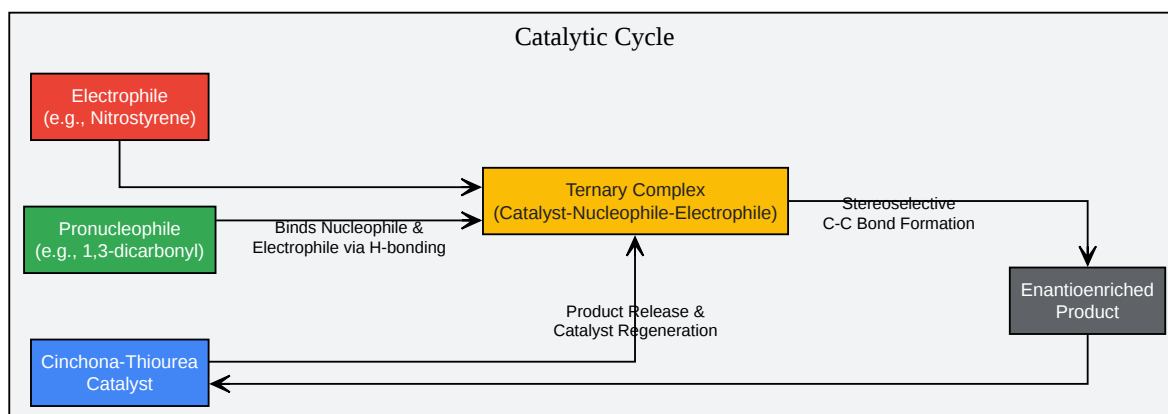 Catalytic Cycle
Electrophile
(e.g., Nitrostyrene)
Pronucleophile
(e.g., 1,3-dicarbonyl)
Binds Nucleophile &
Electrophile via H-bonding
Ternary Complex
(Catalyst-Nucleophile-Electrophile)
Stereoselective
C-C Bond Formation
Enantioenriched
Product
Product Release &
Catalyst Regeneration
Cinchona-Thiourea
Catalyst